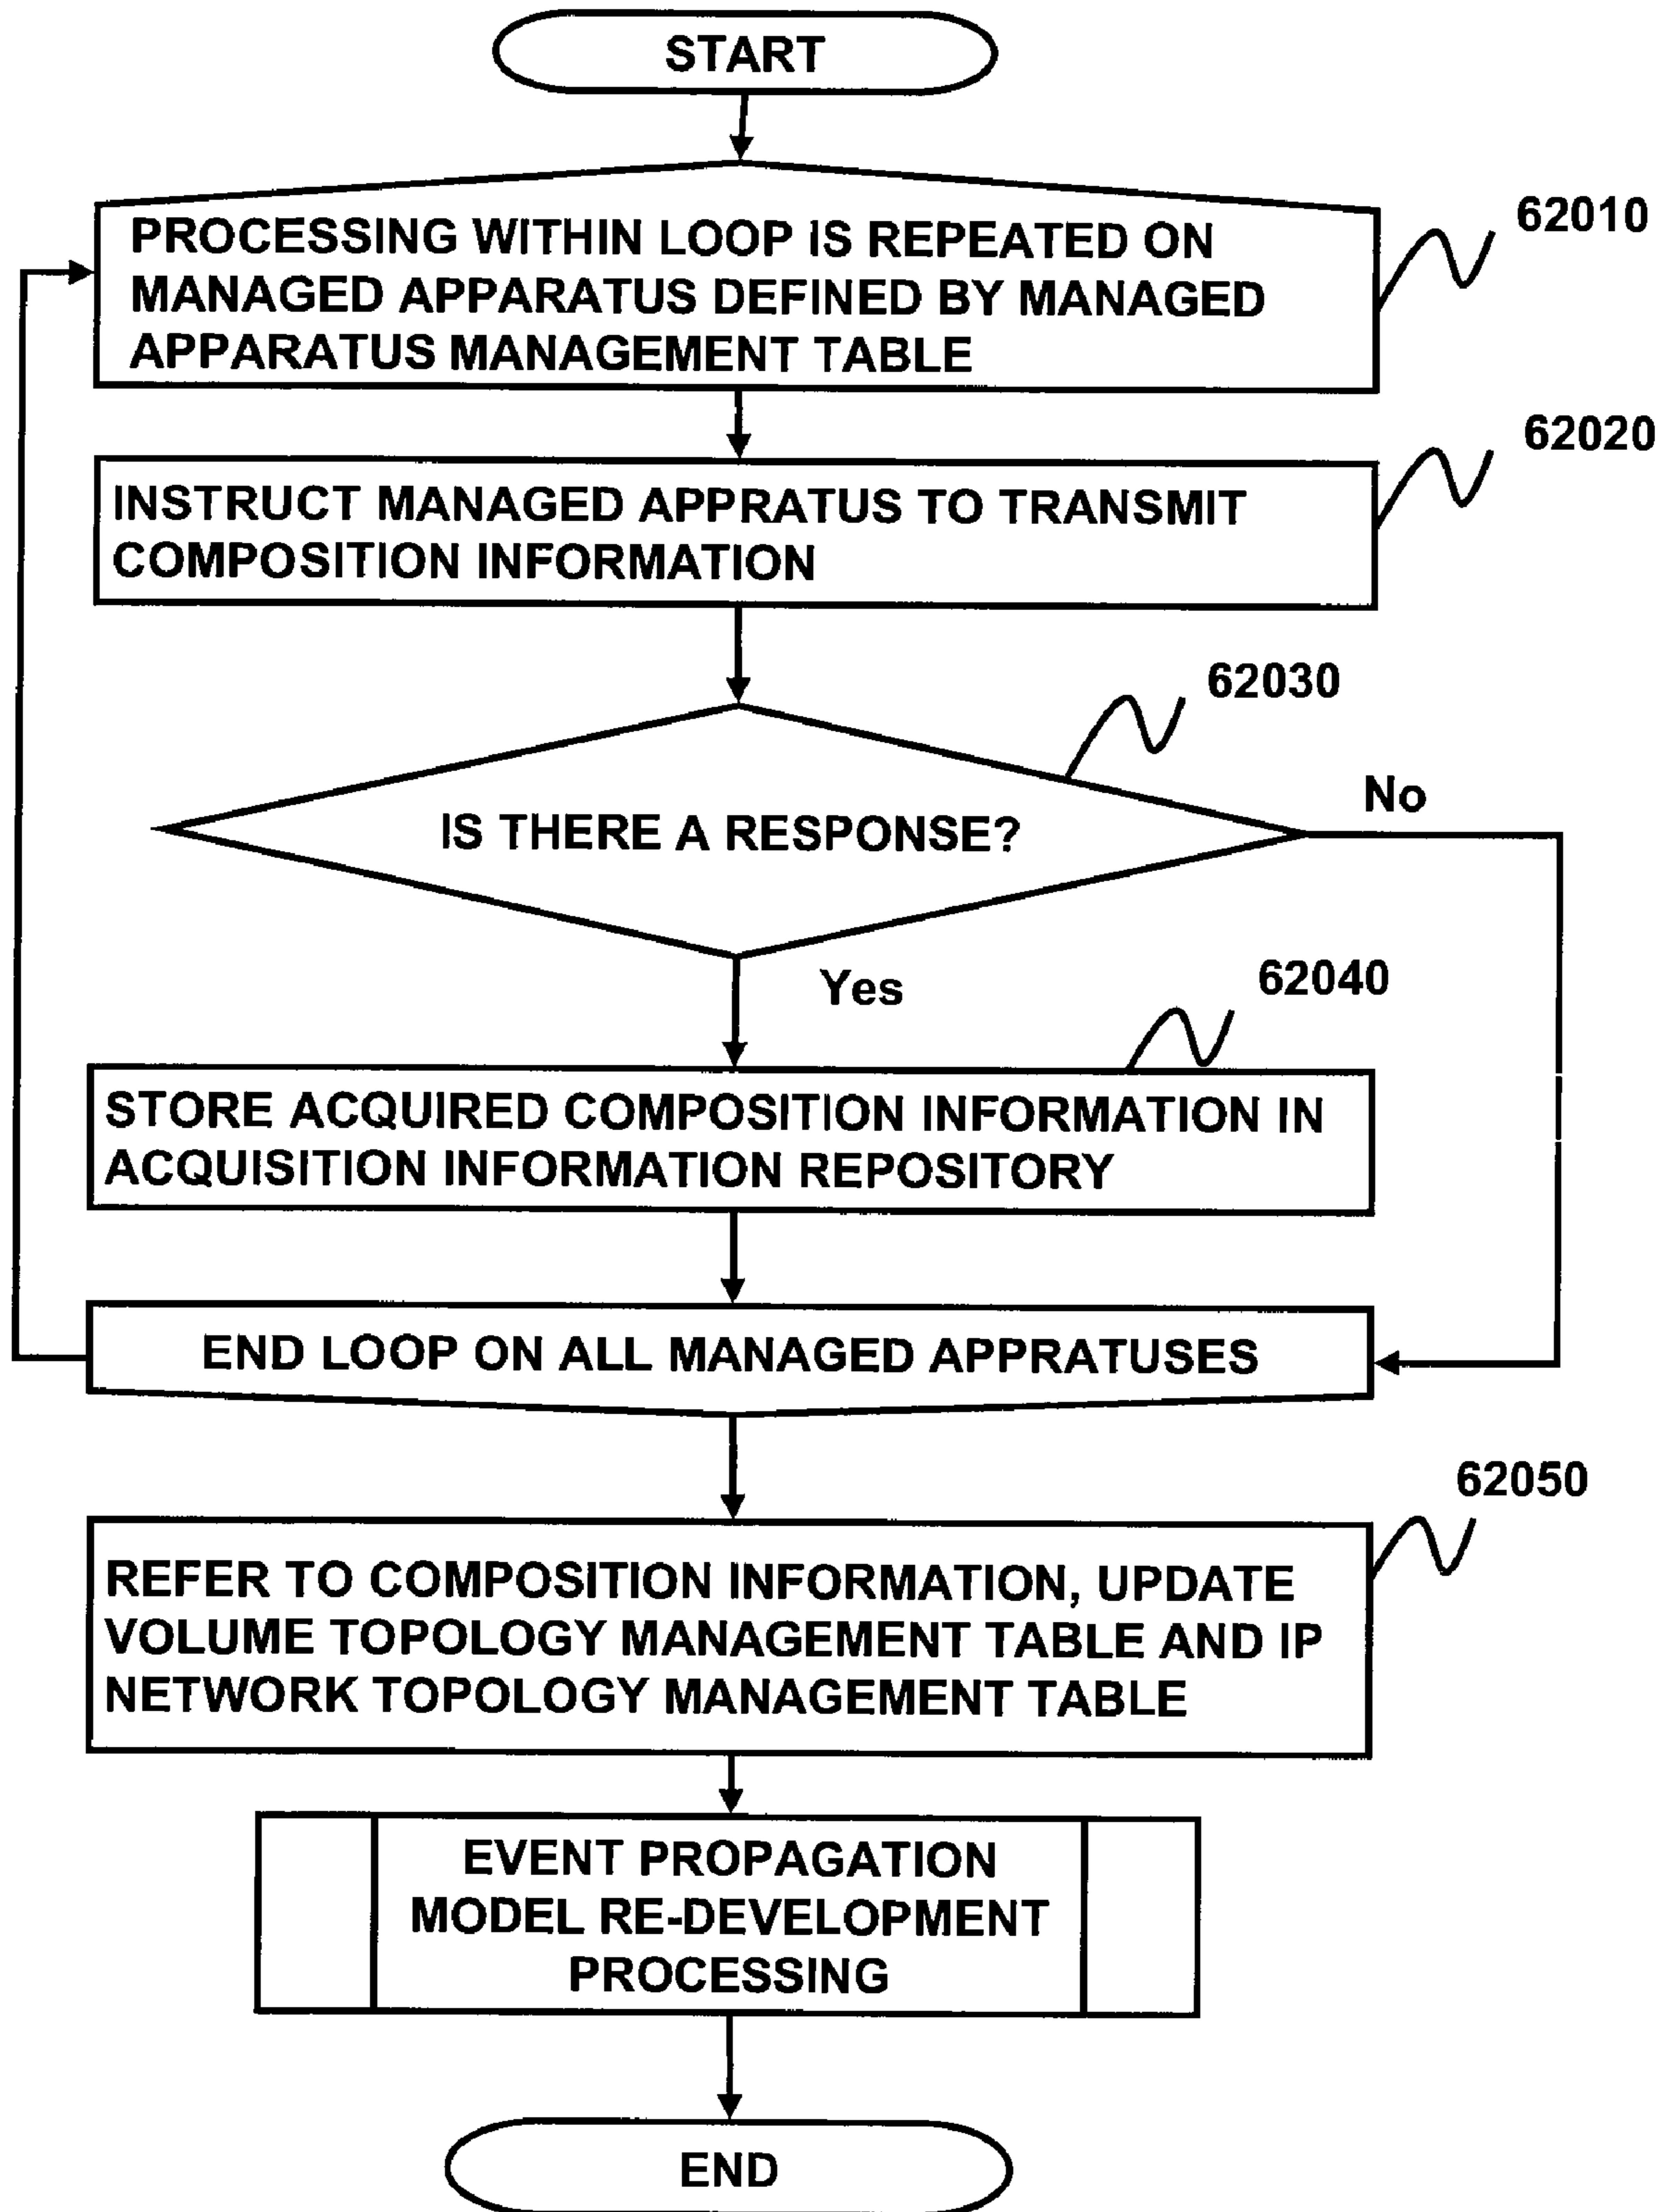 START
62010
PROCESSING WITHIN LOOP IS REPEATED ON
MANAGED APPARATUS DEFINED BY MANAGED
APPARATUS MANAGEMENT TABLE
62020
INSTRUCT MANAGED APPRATUS TO TRANSMIT
COMPOSITION INFORMATION
62030
IS THERE A RESPONSE?
No
Yes
62040
STORE ACQUIRED COMPOSITION INFORMATION IN
ACQUISITION INFORMATION REPOSITORY
END LOOP ON ALL MANAGED APPRATUSES
62050
REFER TO COMPOSITION INFORMATION, UPDATE
VOLUME TOPOLOGY MANAGEMENT TABLE AND IP
NETWORK TOPOLOGY MANAGEMENT TABLE
EVENT PROPAGATION
MODEL RE-DEVELOPMENT
PROCESSING
END